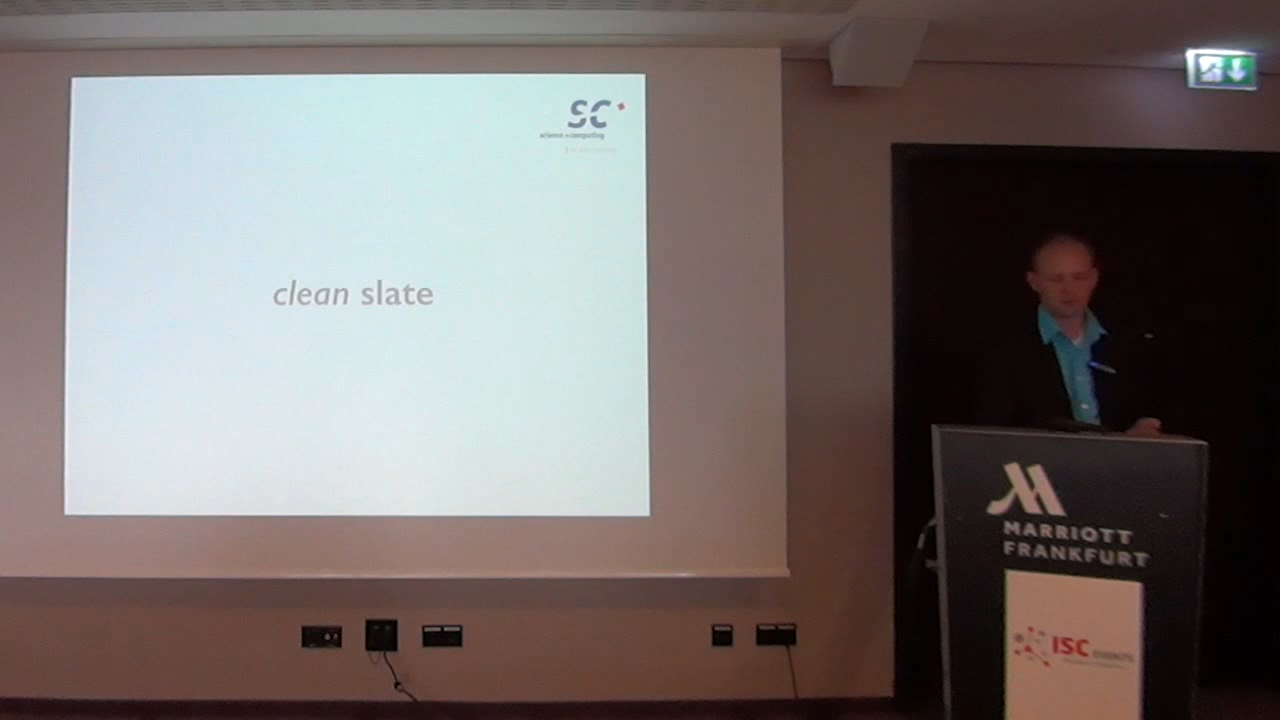 SC
science + computing
clean slate
MARRIOTT
FRANKFURT
ISC